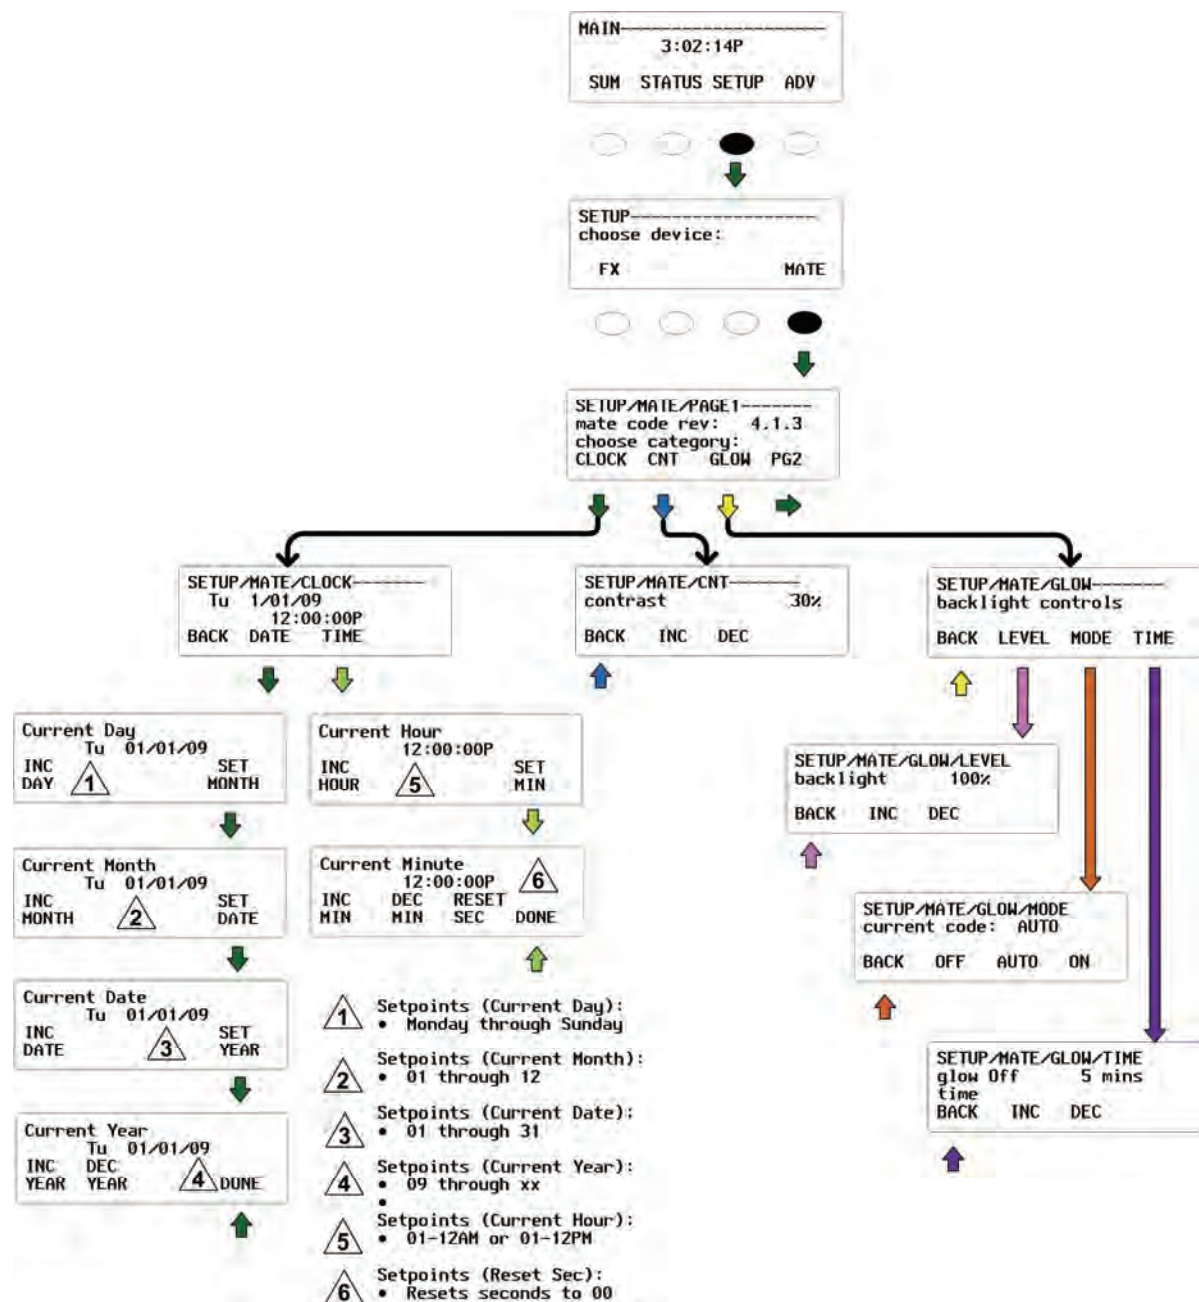 MAIN--------------------
3:02:14P
SUM STATUS SETUP ADV
SETUP------------------
choose device:
FX MATE
SETUP/MATE/PAGE1-------
mate code rev: 4.1.3
choose category:
CLOCK CNT GLOW PG2
SETUP/MATE/CLOCK-------
Tu 1/01/09
12:00:00P
BACK DATE TIME
SETUP/MATE/CNT-------
contrast 30%
BACK INC DEC
SETUP/MATE/GLOW-------
backlight controls
BACK LEVEL MODE TIME
Current Day
Tu 01/01/09
INC SET
DAY 1 MONTH
Current Month
Tu 01/01/09
INC SET
MONTH 2 DATE
Current Date
Tu 01/01/09
INC SET
DATE 3 YEAR
Current Year
Tu 01/01/09
INC DEC
YEAR YEAR 4 DUNE
Current Hour
12:00:00P
INC SET
HOUR 5 MIN
Current Minute
12:00:00P 6
INC DEC RESET
MIN MIN SEC DONE
1 Setpoints (Current Day):
• Monday through Sunday
2 Setpoints (Current Month):
• 01 through 12
3 Setpoints (Current Date):
• 01 through 31
4 Setpoints (Current Year):
• 09 through xx
•
5 Setpoints (Current Hour):
• 01-12AM or 01-12PM
6 Setpoints (Reset Sec):
• Resets seconds to 00
SETUP/MATE/GLOW/LEVEL
backlight 100%
BACK INC DEC
SETUP/MATE/GLOW/MODE
current code: AUTO
BACK OFF AUTO ON
SETUP/MATE/GLOW/TIME
glow Off 5 mins
time
BACK INC DEC